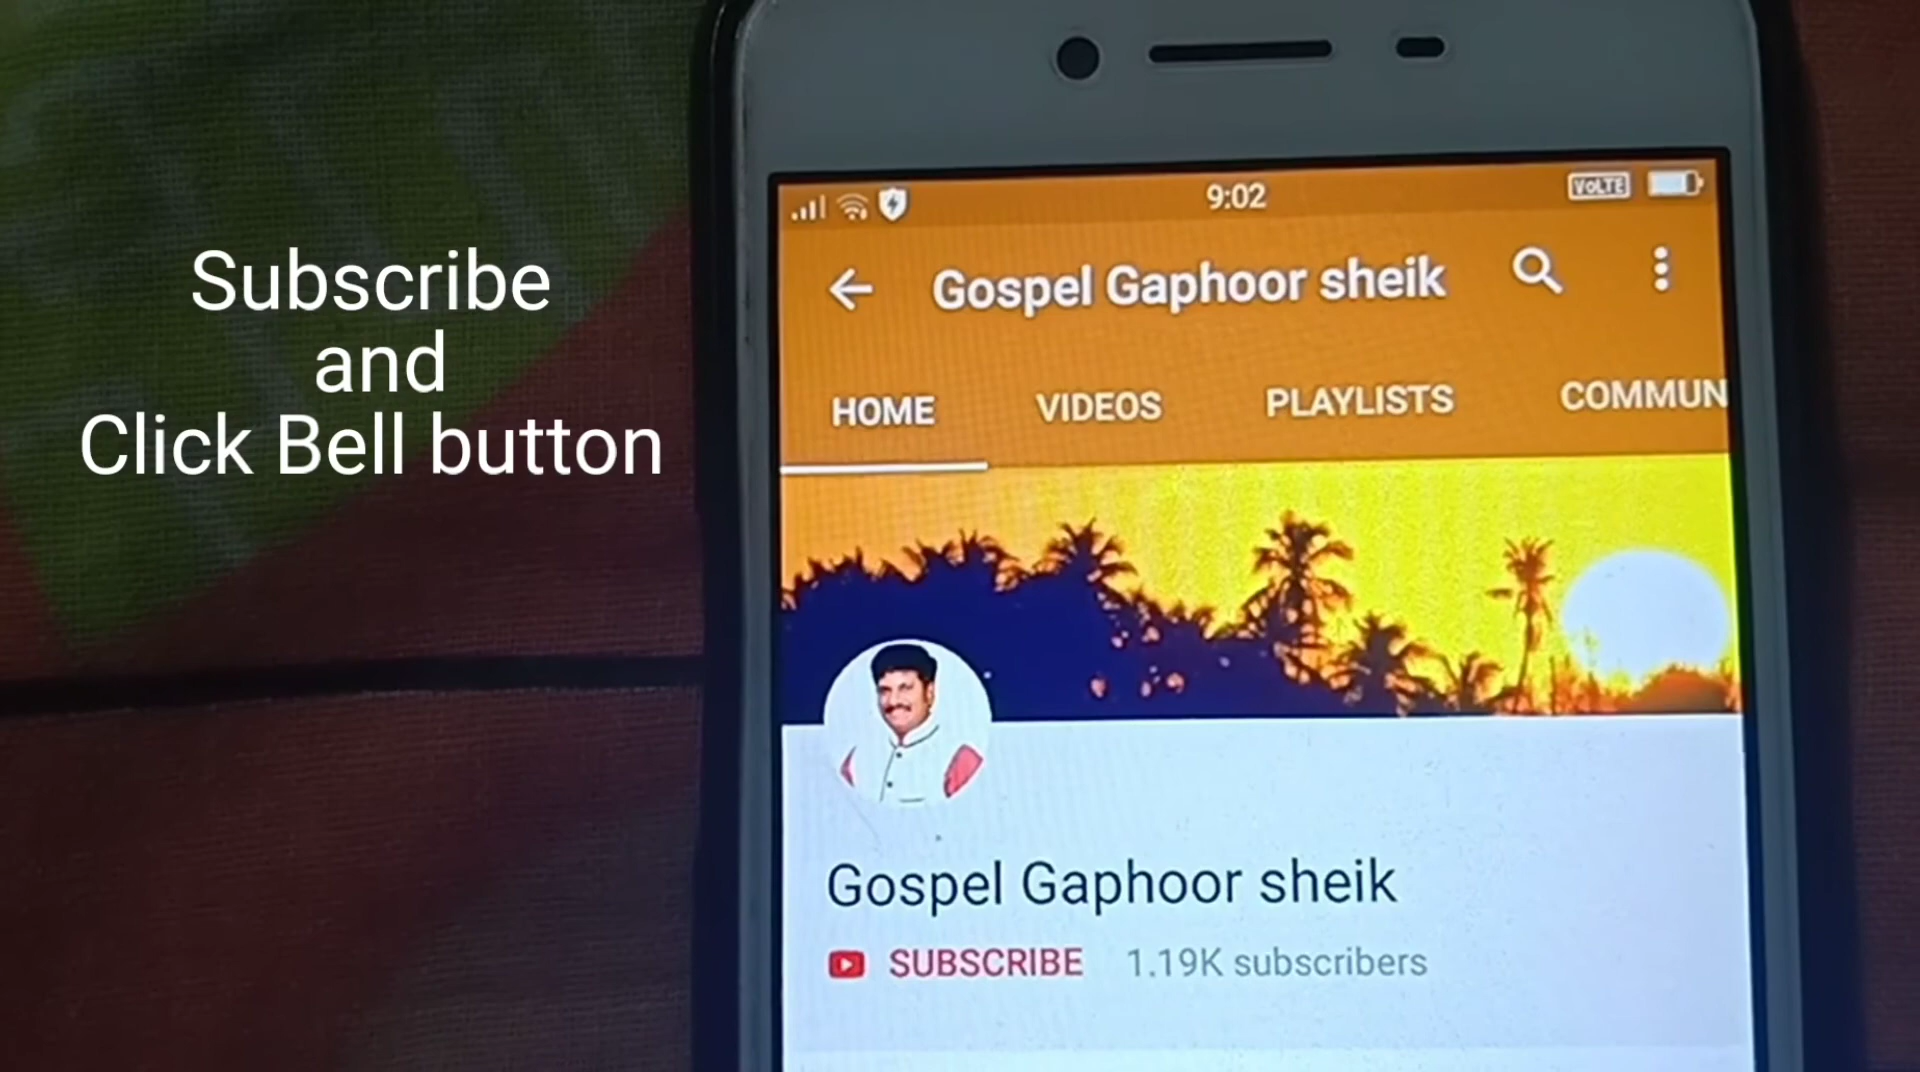 Subscribe
and
Click Bell button
9:02
VoLTE
Gospel Gaphoor sheik
HOME
VIDEOS
PLAYLISTS
COMMUN
Gospel Gaphoor sheik
SUBSCRIBE
1.19K subscribers